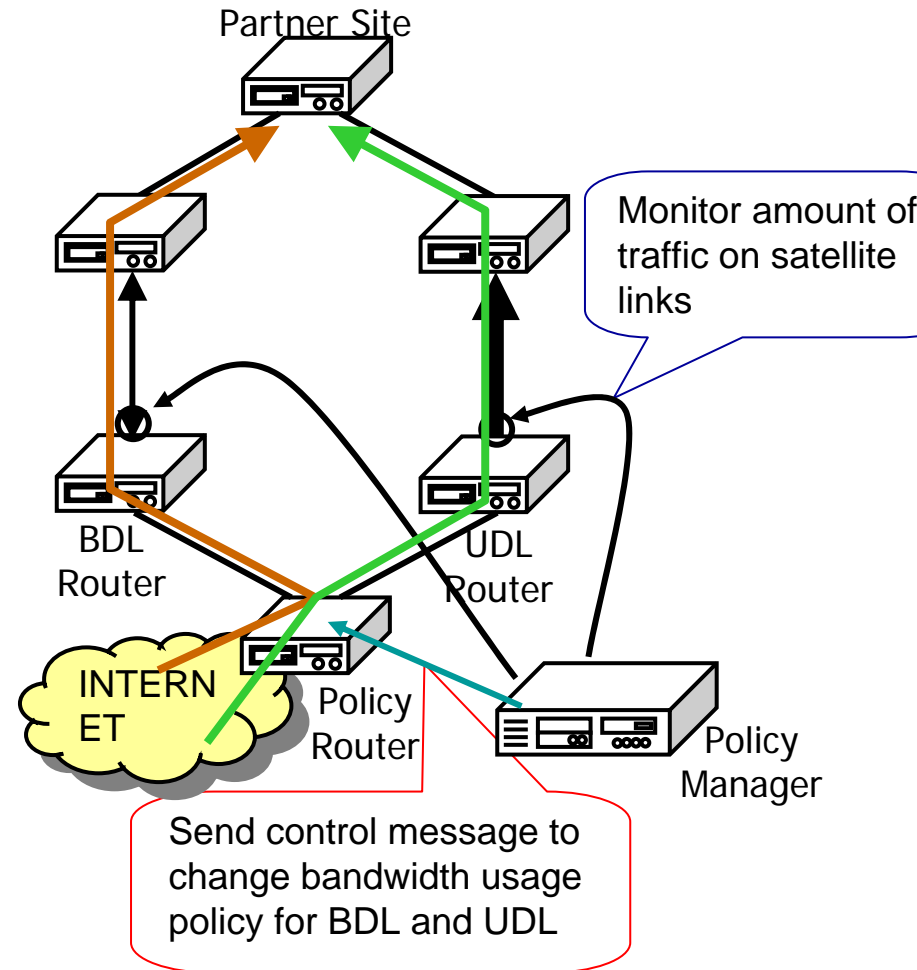 Partner Site
Monitor amount of
traffic on satellite
links
BDL
Router
UDL
Router
INTERN
ET
Policy
Router
Policy
Manager
Send control message to
change bandwidth usage
policy for BDL and UDL